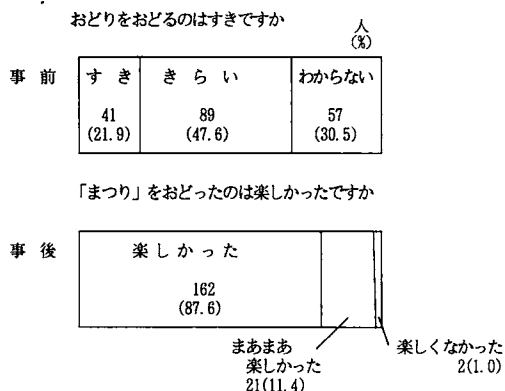 おどりをおどるのはすきですか
人
(%)
事 前
す き
き ら い
わからない
41
89
57
(21.9)
(47.6)
(30.5)
「まつり」をおどったのは楽しかったですか
事 後
楽 し か っ た
162
(87.6)
まあまあ
楽しかった
21(11.4)
楽しくなかった
2(1.0)